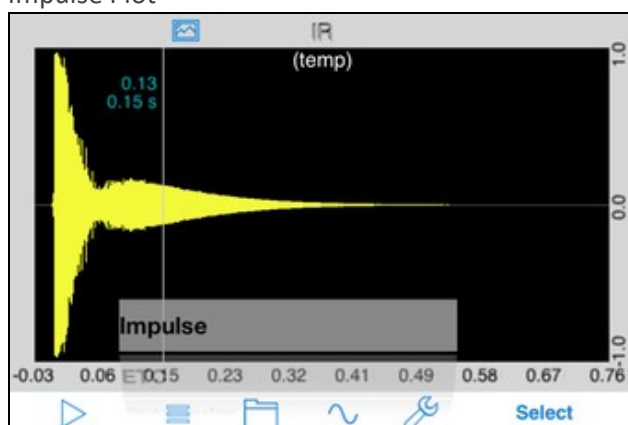 Impulse Plot
IR
(temp)
1.0
0.13
0.15 s
0.0
Impulse
-1.0
ETC
-0.03 0.06 0.15 0.23 0.32 0.41 0.49 0.58 0.67 0.76
Select